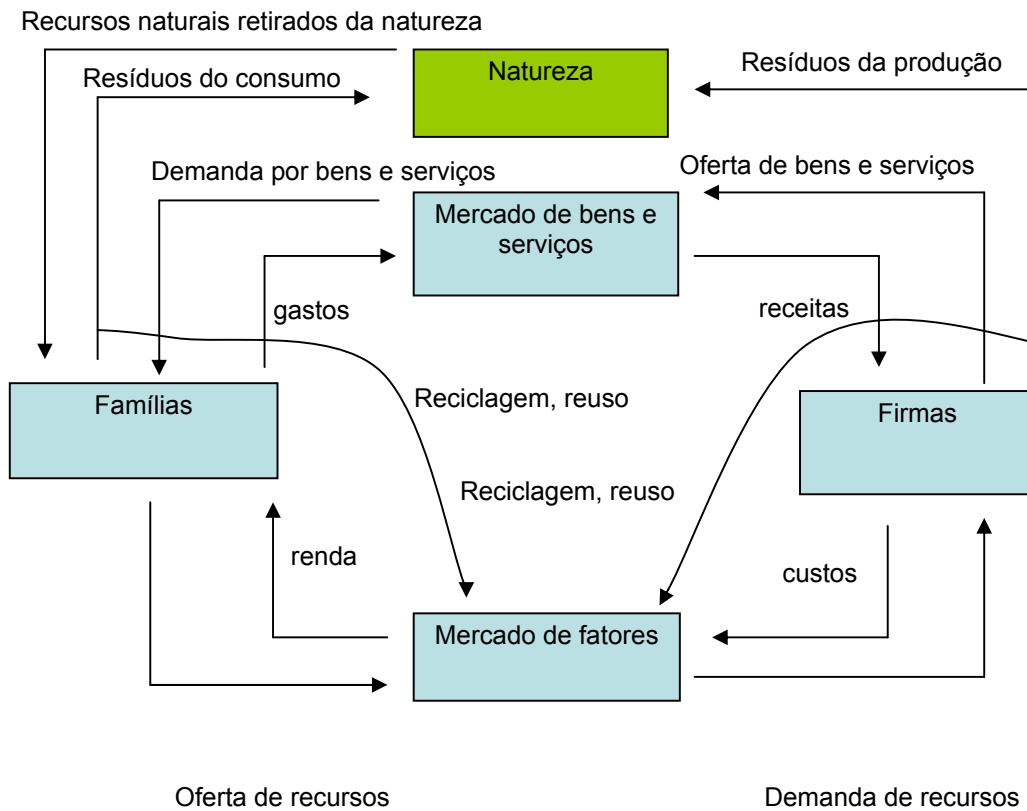 Recursos naturais retirados da natureza
Resíduos do consumo
Natureza
Resíduos da produção
Demanda por bens e serviços
Oferta de bens e serviços
Mercado de bens e
serviços
gastos
receitas
Famílias
Reciclagem, reuso
Firmas
Reciclagem, reuso
renda
custos
Mercado de fatores
Oferta de recursos
Demanda de recursos